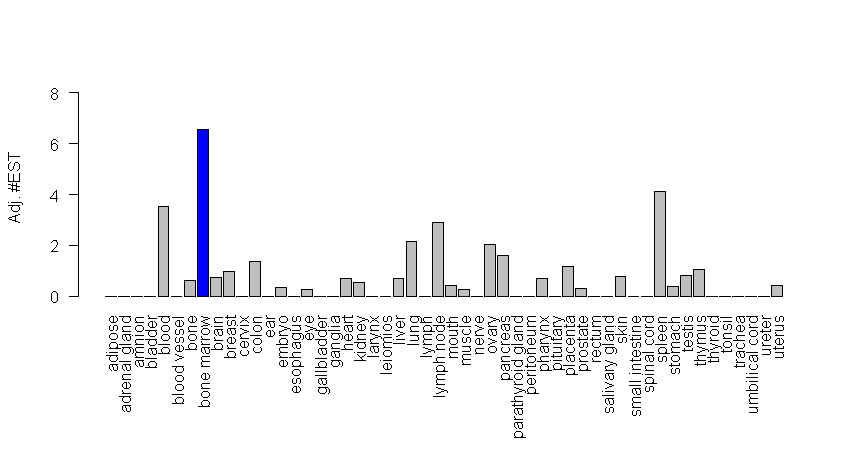 8
6
4
2
0
Adj. #EST
adipose
adrenal gland
amnion
bladder
blood
blood vessel
bone
bone marrow
brain
breast
cervix
colon
ear
embryo
esophagus
eye
gallbladder
ganglia
heart
kidney
larynx
leiomios
liver
lung
lymph
lymph node
mouth
muscle
nerve
ovary
pancreas
parathyroid gland
peritoneum
pharynx
pituitary
placenta
prostate
rectum
salivary gland
skin
small intestine
spinal cord
spleen
stomach
testis
thymus
thyroid
tonsil
trachea
umbilical cord
ureter
uterus